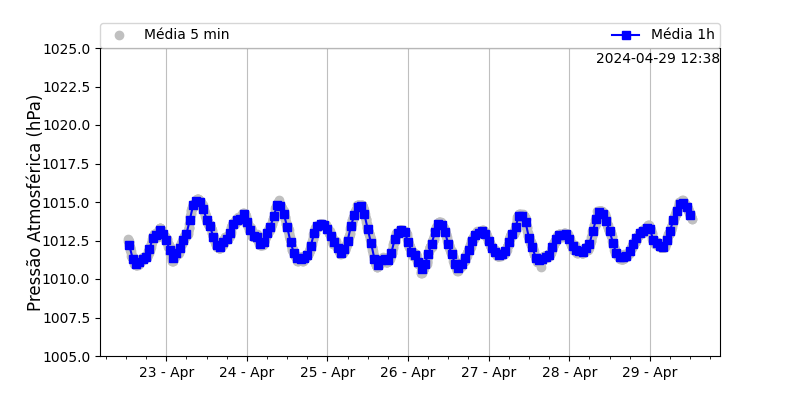 Média 5 min
Média 1h
2024-04-29 12:38
Pressão Atmosférica (hPa)
1025.0
1022.5
1020.0
1017.5
1015.0
1012.5
1010.0
1007.5
1005.0
23 - Apr
24 - Apr
25 - Apr
26 - Apr
27 - Apr
28 - Apr
29 - Apr